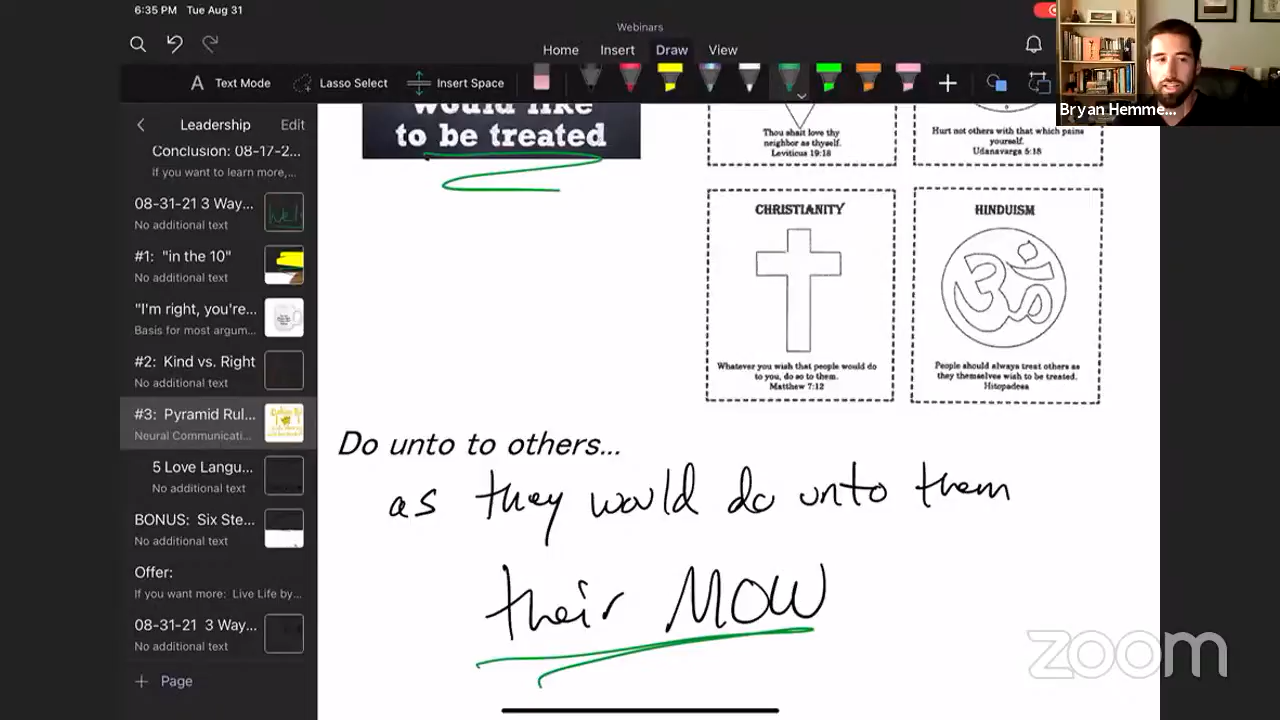 6:35 PM Tue Aug 31
Webinars
Home Insert Draw View
Text Mode Lasso Select Insert Space
Bryan Hemme...
Leadership Edit
Conclusion: 08-17-2...
If you want to learn more,...
08-31-21 3 Way...
No additional text
#1: "in the 10"
No additional text
"I'm right, you're...
Basis for most argum...
#2: Kind vs. Right
No additional text
#3: Pyramid Rul...
Neural Communicati...
5 Love Langu...
No additional text
BONUS: Six Ste...
No additional text
Offer:
If you want more: Live Life by...
08-31-21 3 Way...
No additional text
+ Page
would like
to be treated
Thou shalt love thy
neighbor as thyself.
Leviticus 19:18
Hurt not others with that which pains
yourself.
Udanavarga 5:18
CHRISTIANITY
Whatever you wish that people would do
to you, do so to them.
Matthew 7:12
HINDUISM
People should always treat others as
they themselves wish to be treated.
Hitopadesa
Do unto to others...
as they would do unto them
their MOW
zoom